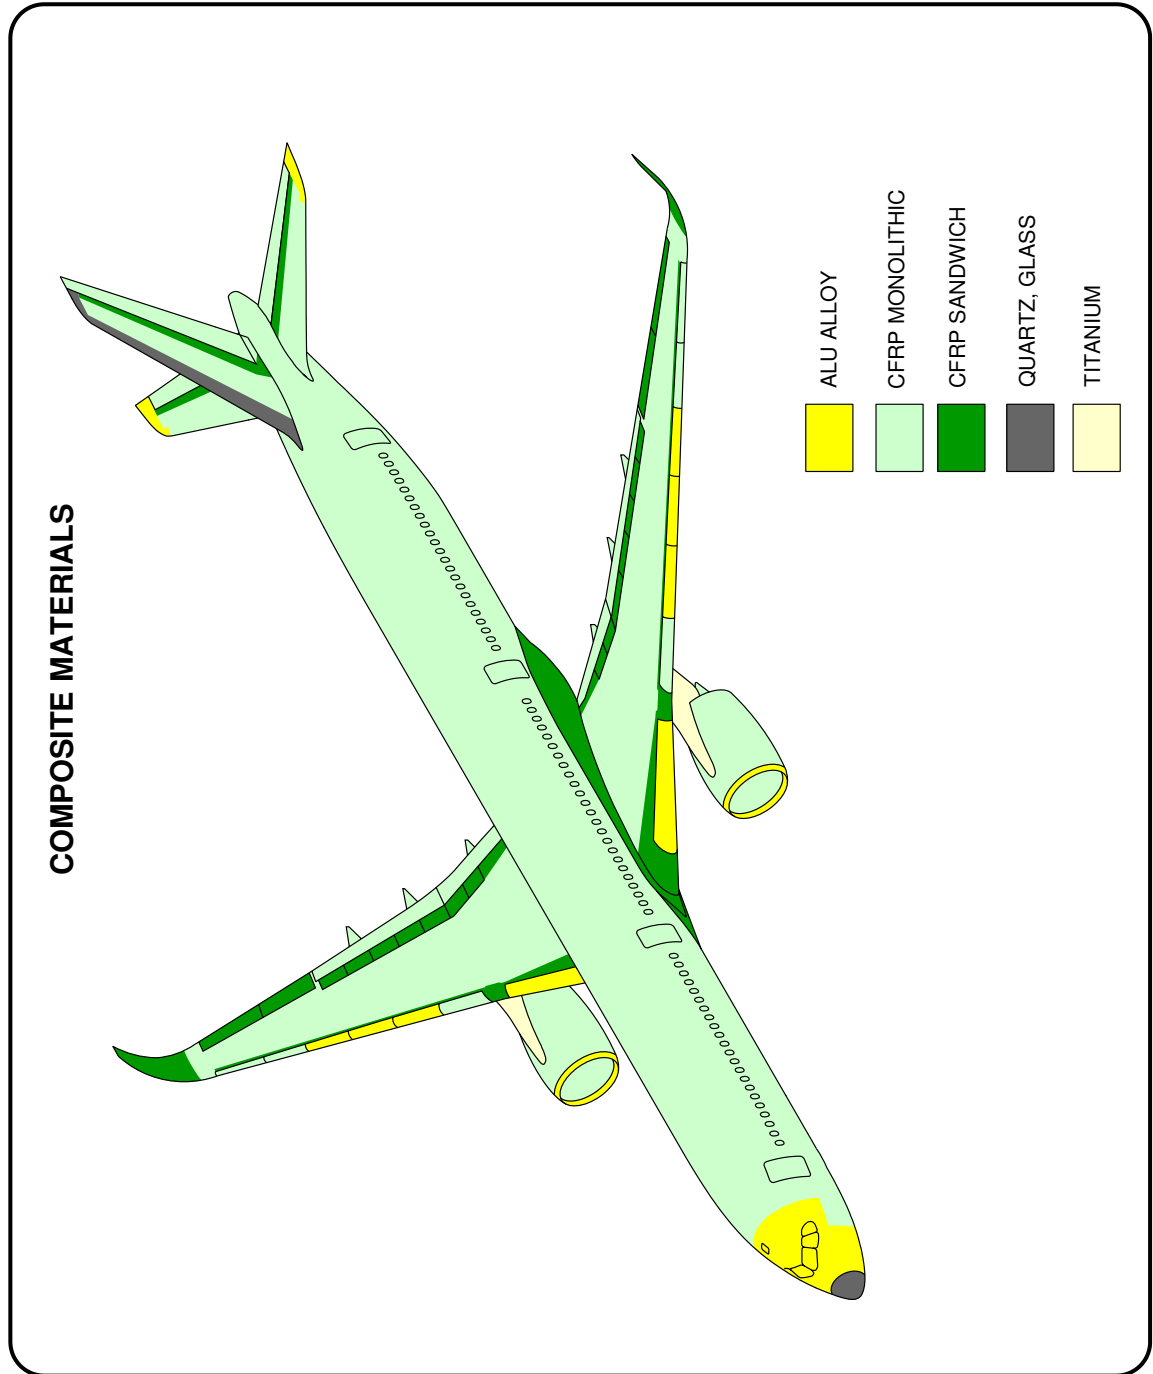 COMPOSITE MATERIALS
ALU ALLOY
CFRP MONOLITHIC
CFRP SANDWICH
QUARTZ, GLASS
TITANIUM